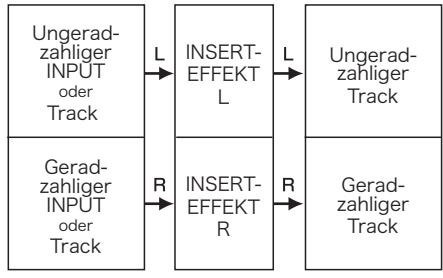 Ungerad-
zahliger
INPUT
oder
Track
L
INSERT-
EFFEKT
L
L
Ungerad-
zahliger
Track
Gerad-
zahliger
INPUT
oder
Track
R
INSERT-
EFFEKT
R
R
Gerad-
zahliger
Track